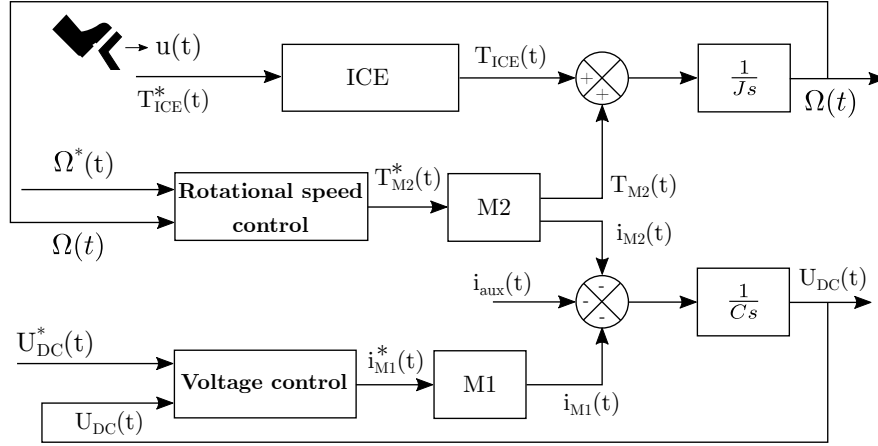 u(t)
T*ICE(t)
ICE
TICE(t)
+
+
1
Js
Ω(t)
Ω*(t)
Ω(t)
Rotational speed
control
T*M2(t)
M2
TM2(t)
iM2(t)
iaux(t)
-
-
-
1
Cs
UDC(t)
U*DC(t)
UDC(t)
Voltage control
i*M1(t)
M1
iM1(t)